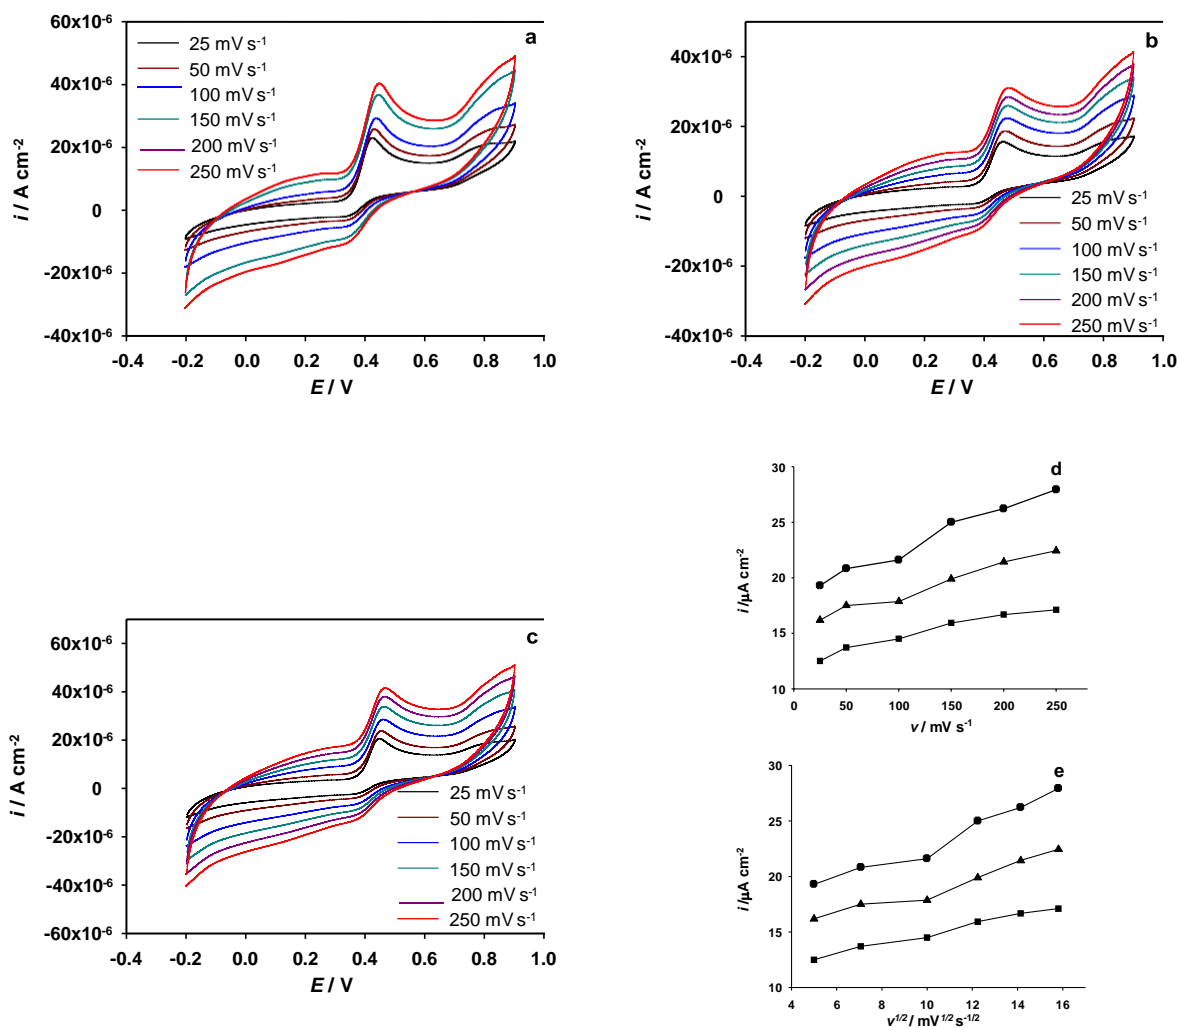 a
60x10⁻⁶
40x10⁻⁶
20x10⁻⁶
0
-20x10⁻⁶
-40x10⁻⁶
i / A cm⁻²
25 mV s⁻¹
50 mV s⁻¹
100 mV s⁻¹
150 mV s⁻¹
200 mV s⁻¹
250 mV s⁻¹
-0.4 -0.2 0.0 0.2 0.4 0.6 0.8 1.0
E / V
b
40x10⁻⁶
20x10⁻⁶
0
-20x10⁻⁶
-40x10⁻⁶
i / A cm⁻²
25 mV s⁻¹
50 mV s⁻¹
100 mV s⁻¹
150 mV s⁻¹
200 mV s⁻¹
250 mV s⁻¹
-0.4 -0.2 0.0 0.2 0.4 0.6 0.8 1.0
E / V
c
60x10⁻⁶
40x10⁻⁶
20x10⁻⁶
0
-20x10⁻⁶
-40x10⁻⁶
-60x10⁻⁶
i / A cm⁻²
25 mV s⁻¹
50 mV s⁻¹
100 mV s⁻¹
150 mV s⁻¹
200 mV s⁻¹
250 mV s⁻¹
-0.4 -0.2 0.0 0.2 0.4 0.6 0.8 1.0
E / V
d
30
25
20
15
10
i /µA cm⁻²
0 50 100 150 200 250
v / mV s⁻¹
e
30
25
20
15
10
i /µA cm⁻²
4 6 8 10 12 14 16
v¹ᐟ² / mV¹ᐟ² s⁻¹ᐟ²